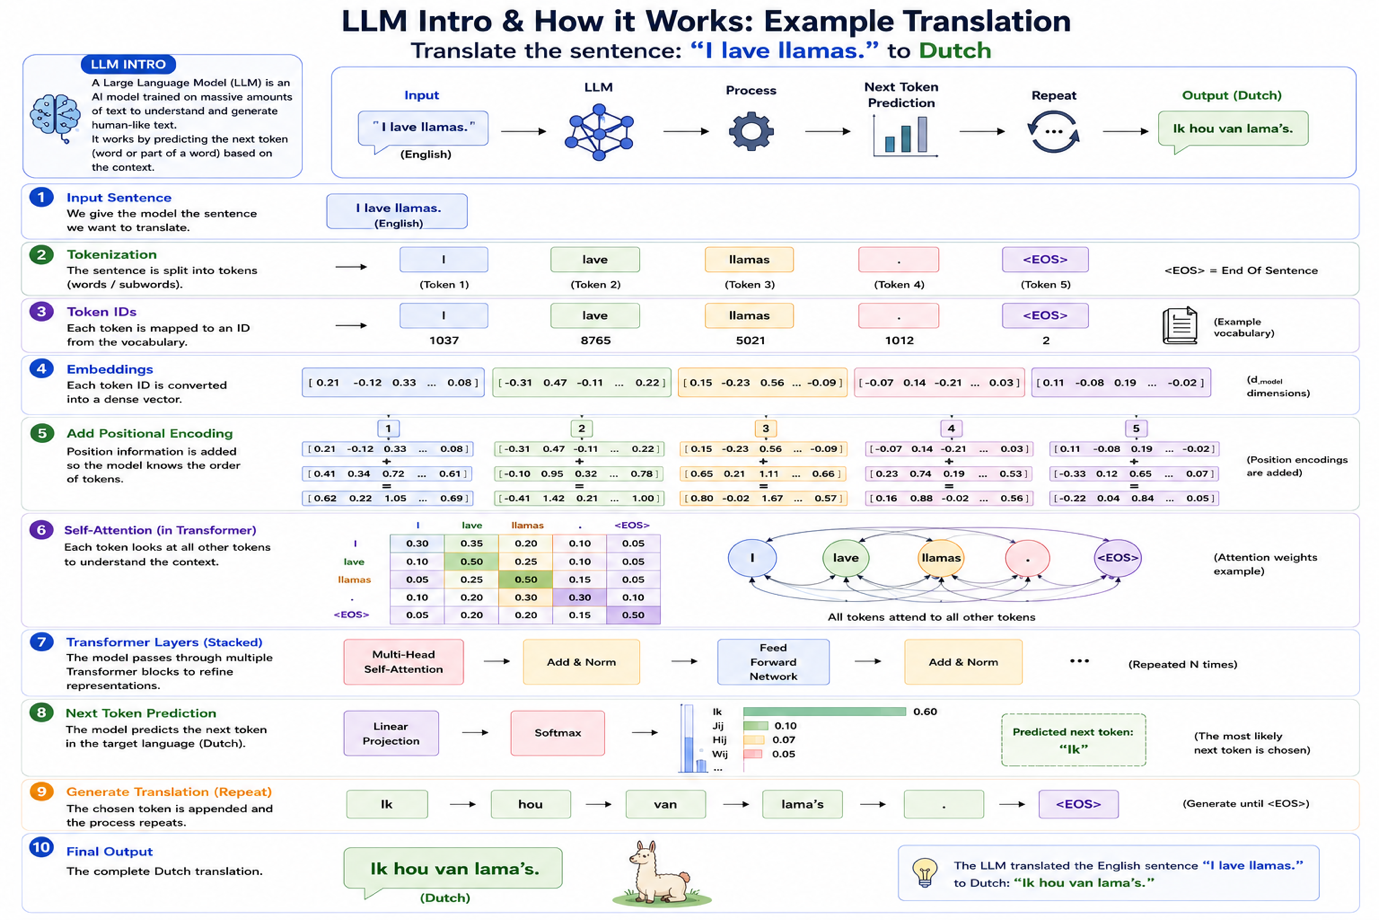 LLM Intro & How it Works: Example Translation
Translate the sentence: “I lave llamas.” to Dutch
LLM INTRO
A Large Language Model (LLM) is an
AI model trained on massive amounts
of text to understand and generate
human-like text.
It works by predicting the next token
(word or part of a word) based on
the context.
Input
"I lave llamas."
(English)
LLM
Process
Next Token
Prediction
Repeat
Output (Dutch)
Ik hou van lama’s.
1 Input Sentence
We give the model the sentence
we want to translate.
I lave llamas.
(English)
2 Tokenization
The sentence is split into tokens
(words / subwords).
I lave llamas . <EOS>
(Token 1) (Token 2) (Token 3) (Token 4) (Token 5)
<EOS> = End Of Sentence
3 Token IDs
Each token is mapped to an ID
from the vocabulary.
I lave llamas . <EOS>
1037 8765 5021 1012 2
(Example
vocabulary)
4 Embeddings
Each token ID is converted
into a dense vector.
[ 0.21 -0.12 0.33 ... 0.08 ] [ -0.31 0.47 -0.11 ... 0.22 ] [ 0.15 -0.23 0.56 ... -0.09 ] [ -0.07 0.14 -0.21 ... 0.03 ] [ 0.11 -0.08 0.19 ... -0.02 ]
(d,model
dimensions)
5 Add Positional Encoding
Position information is added
so the model knows the order
of tokens.
1 2 3 4 5
[ 0.21 -0.12 0.33 ... 0.08 ] [ -0.31 0.47 -0.11 ... 0.22 ] [ 0.15 -0.23 0.56 ... -0.09 ] [ -0.07 0.14 -0.21 ... 0.03 ] [ 0.11 -0.08 0.19 ... -0.02 ]
+ + + + +
[ 0.41 0.34 0.72 ... 0.61 ] [ -0.10 0.95 0.32 ... 0.78 ] [ 0.65 0.21 1.11 ... 0.66 ] [ 0.23 0.74 0.19 ... 0.53 ] [ -0.33 0.12 0.65 ... 0.07 ]
= = = = =
[ 0.62 0.22 1.05 ... 0.69 ] [ -0.41 1.42 0.21 ... 1.00 ] [ 0.80 -0.02 1.67 ... 0.57 ] [ 0.16 0.88 -0.02 ... 0.56 ] [ -0.22 0.04 0.84 ... 0.05 ]
(Position encodings
are added)
6 Self-Attention (in Transformer)
Each token looks at all other tokens
to understand the context.
I lave llamas . <EOS>
I 0.30 0.35 0.20 0.10 0.05
lave 0.10 0.50 0.25 0.10 0.05
llamas 0.05 0.25 0.50 0.15 0.05
. 0.10 0.20 0.30 0.30 0.10
<EOS> 0.05 0.20 0.20 0.15 0.50
I lave llamas . <EOS>
All tokens attend to all other tokens
(Attention weights
example)
7 Transformer Layers (Stacked)
The model passes through multiple
Transformer blocks to refine
representations.
Multi-Head
Self-Attention
Add & Norm
Feed
Forward
Network
Add & Norm
...
(Repeated N times)
8 Next Token Prediction
The model predicts the next token
in the target language (Dutch).
Linear
Projection
Softmax
Ik 0.60
Jij 0.10
Hij 0.07
Wij 0.05
...
Predicted next token:
“Ik”
(The most likely
next token is chosen)
9 Generate Translation (Repeat)
The chosen token is appended and
the process repeats.
Ik hou van lama’s . <EOS>
(Generate until <EOS>)
10 Final Output
The complete Dutch translation.
Ik hou van lama’s.
(Dutch)
The LLM translated the English sentence “I lave llamas.”
to Dutch: “Ik hou van lama’s.”